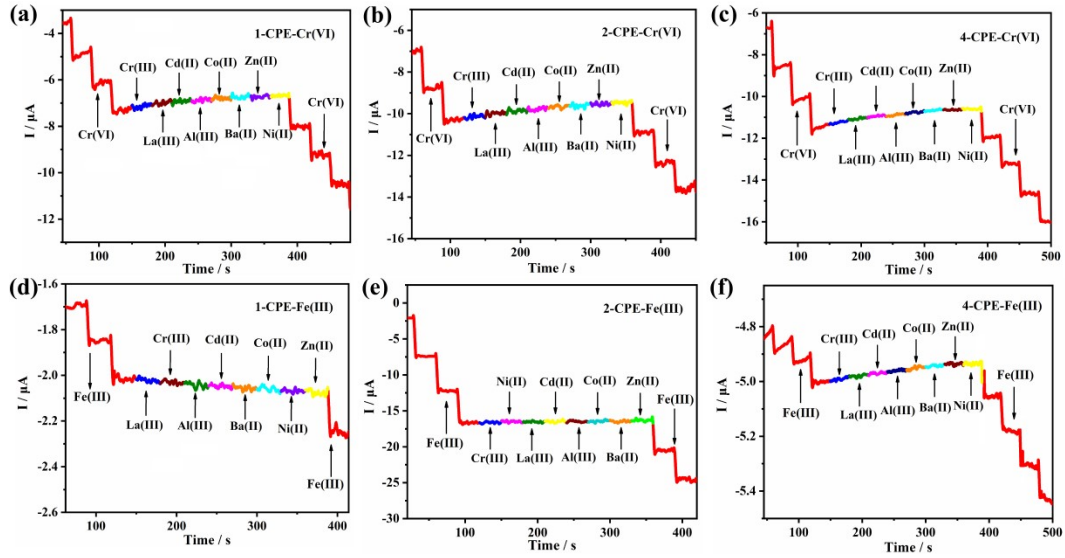 (a)
1-CPE-Cr(VI)
-4
-6
-8
-10
-12
I / μA
Cr(III)
Cd(II)
Co(II)
Zn(II)
Cr(VI)
Cr(VI)
La(III)
Al(III)
Ba(II)
Ni(II)
100
200
300
400
Time / s
(b)
2-CPE-Cr(VI)
-6
-8
-10
-12
-14
-16
I / μA
Cr(III)
Cd(II)
Co(II)
Zn(II)
Cr(VI)
Cr(VI)
La(III)
Al(III)
Ba(II)
Ni(II)
100
200
300
400
Time / s
(c)
4-CPE-Cr(VI)
-6
-8
-10
-12
-14
-16
I / μA
Cr(III)
Cd(II)
Co(II)
Zn(II)
Cr(VI)
Cr(VI)
La(III)
Al(III)
Ba(II)
Ni(II)
100
200
300
400
500
Time / s
(d)
1-CPE-Fe(III)
-1.6
-1.8
-2.0
-2.2
-2.4
-2.6
I / μA
Cr(III)
Cd(II)
Co(II)
Zn(II)
Fe(III)
La(III)
Al(III)
Ba(II)
Ni(II)
Fe(III)
100
200
300
400
Time / s
(e)
2-CPE-Fe(III)
0
-5
-10
-15
-20
-25
-30
I / μA
Ni(II)
Cd(II)
Co(II)
Zn(II)
Fe(III)
Fe(III)
Cr(III)
La(III)
Al(III)
Ba(II)
100
200
300
400
Time / s
(f)
4-CPE-Fe(III)
-4.8
-5.0
-5.2
-5.4
I / μA
Cr(III)
Cd(II)
Co(II)
Zn(II)
Fe(III)
La(III)
Al(III)
Ba(II)
Ni(II)
Fe(III)
100
200
300
400
500
Time / s